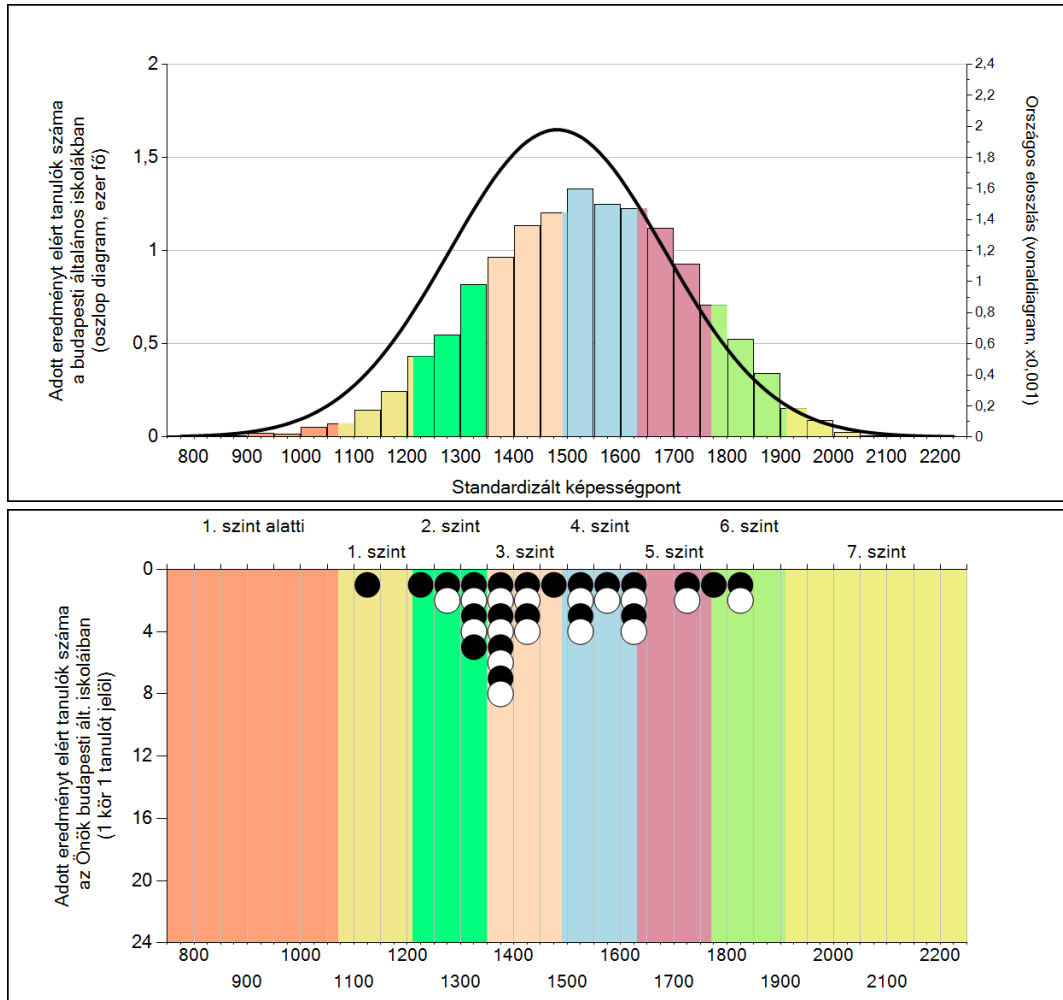 Adott eredményt elért tanulók száma
a budapesti általános iskolákban
(oszlop diagram, ezer fő)
2
1,5
1
0,5
0
2,4
2,2
2
1,8
1,6
1,4
1,2
1
0,8
0,6
0,4
0,2
0
Országos eloszlás (vonaldiagram, x0,001)
800 900 1000 1100 1200 1300 1400 1500 1600 1700 1800 1900 2000 2100 2200
Standardizált képességpont
1. szint alatti 2. szint 4. szint 6. szint
1. szint 3. szint 5. szint 7. szint
Adott eredményt elért tanulók száma
az Önök budapesti ált. iskoláiban
(1 kör 1 tanulót jelöl)
0
4
8
12
16
20
24
800 1000 1200 1400 1600 1800 2000 2200
900 1100 1300 1500 1700 1900 2100